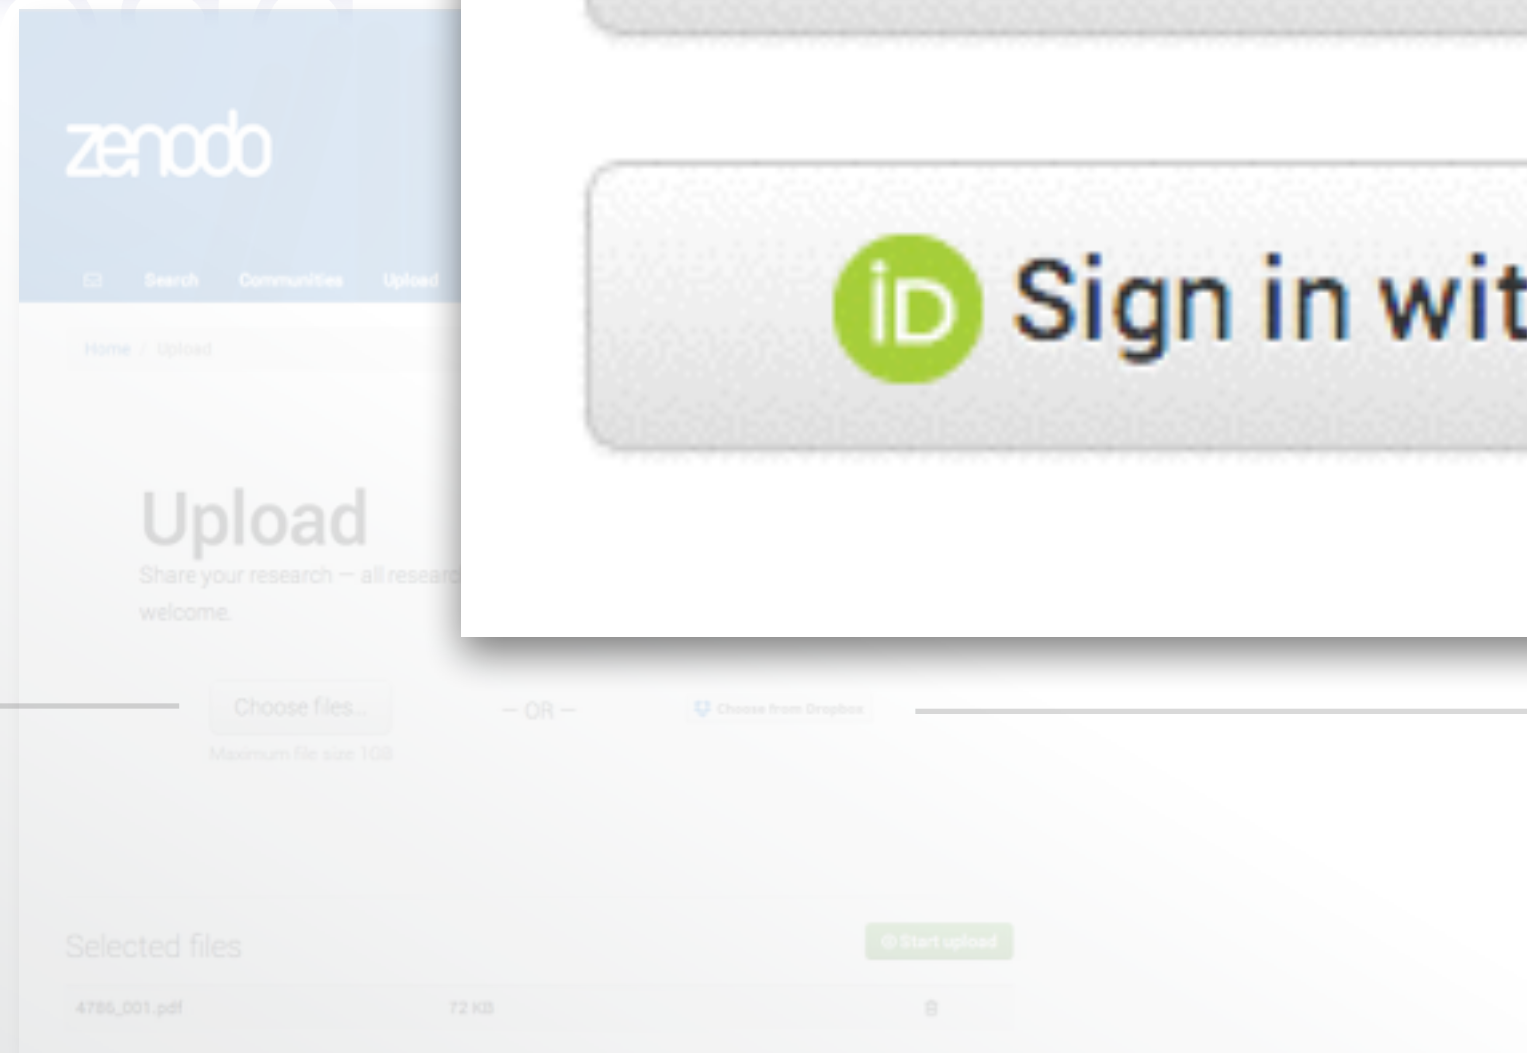 zenodo
iD Sign in wit
Search Communities Upload
Home / Upload
Upload
Share your research — all researc
welcome.
Choose files... — OR — Choose from Dropbox
Maximum file size 1GB
Selected files Start upload
4786_001.pdf 72 KB